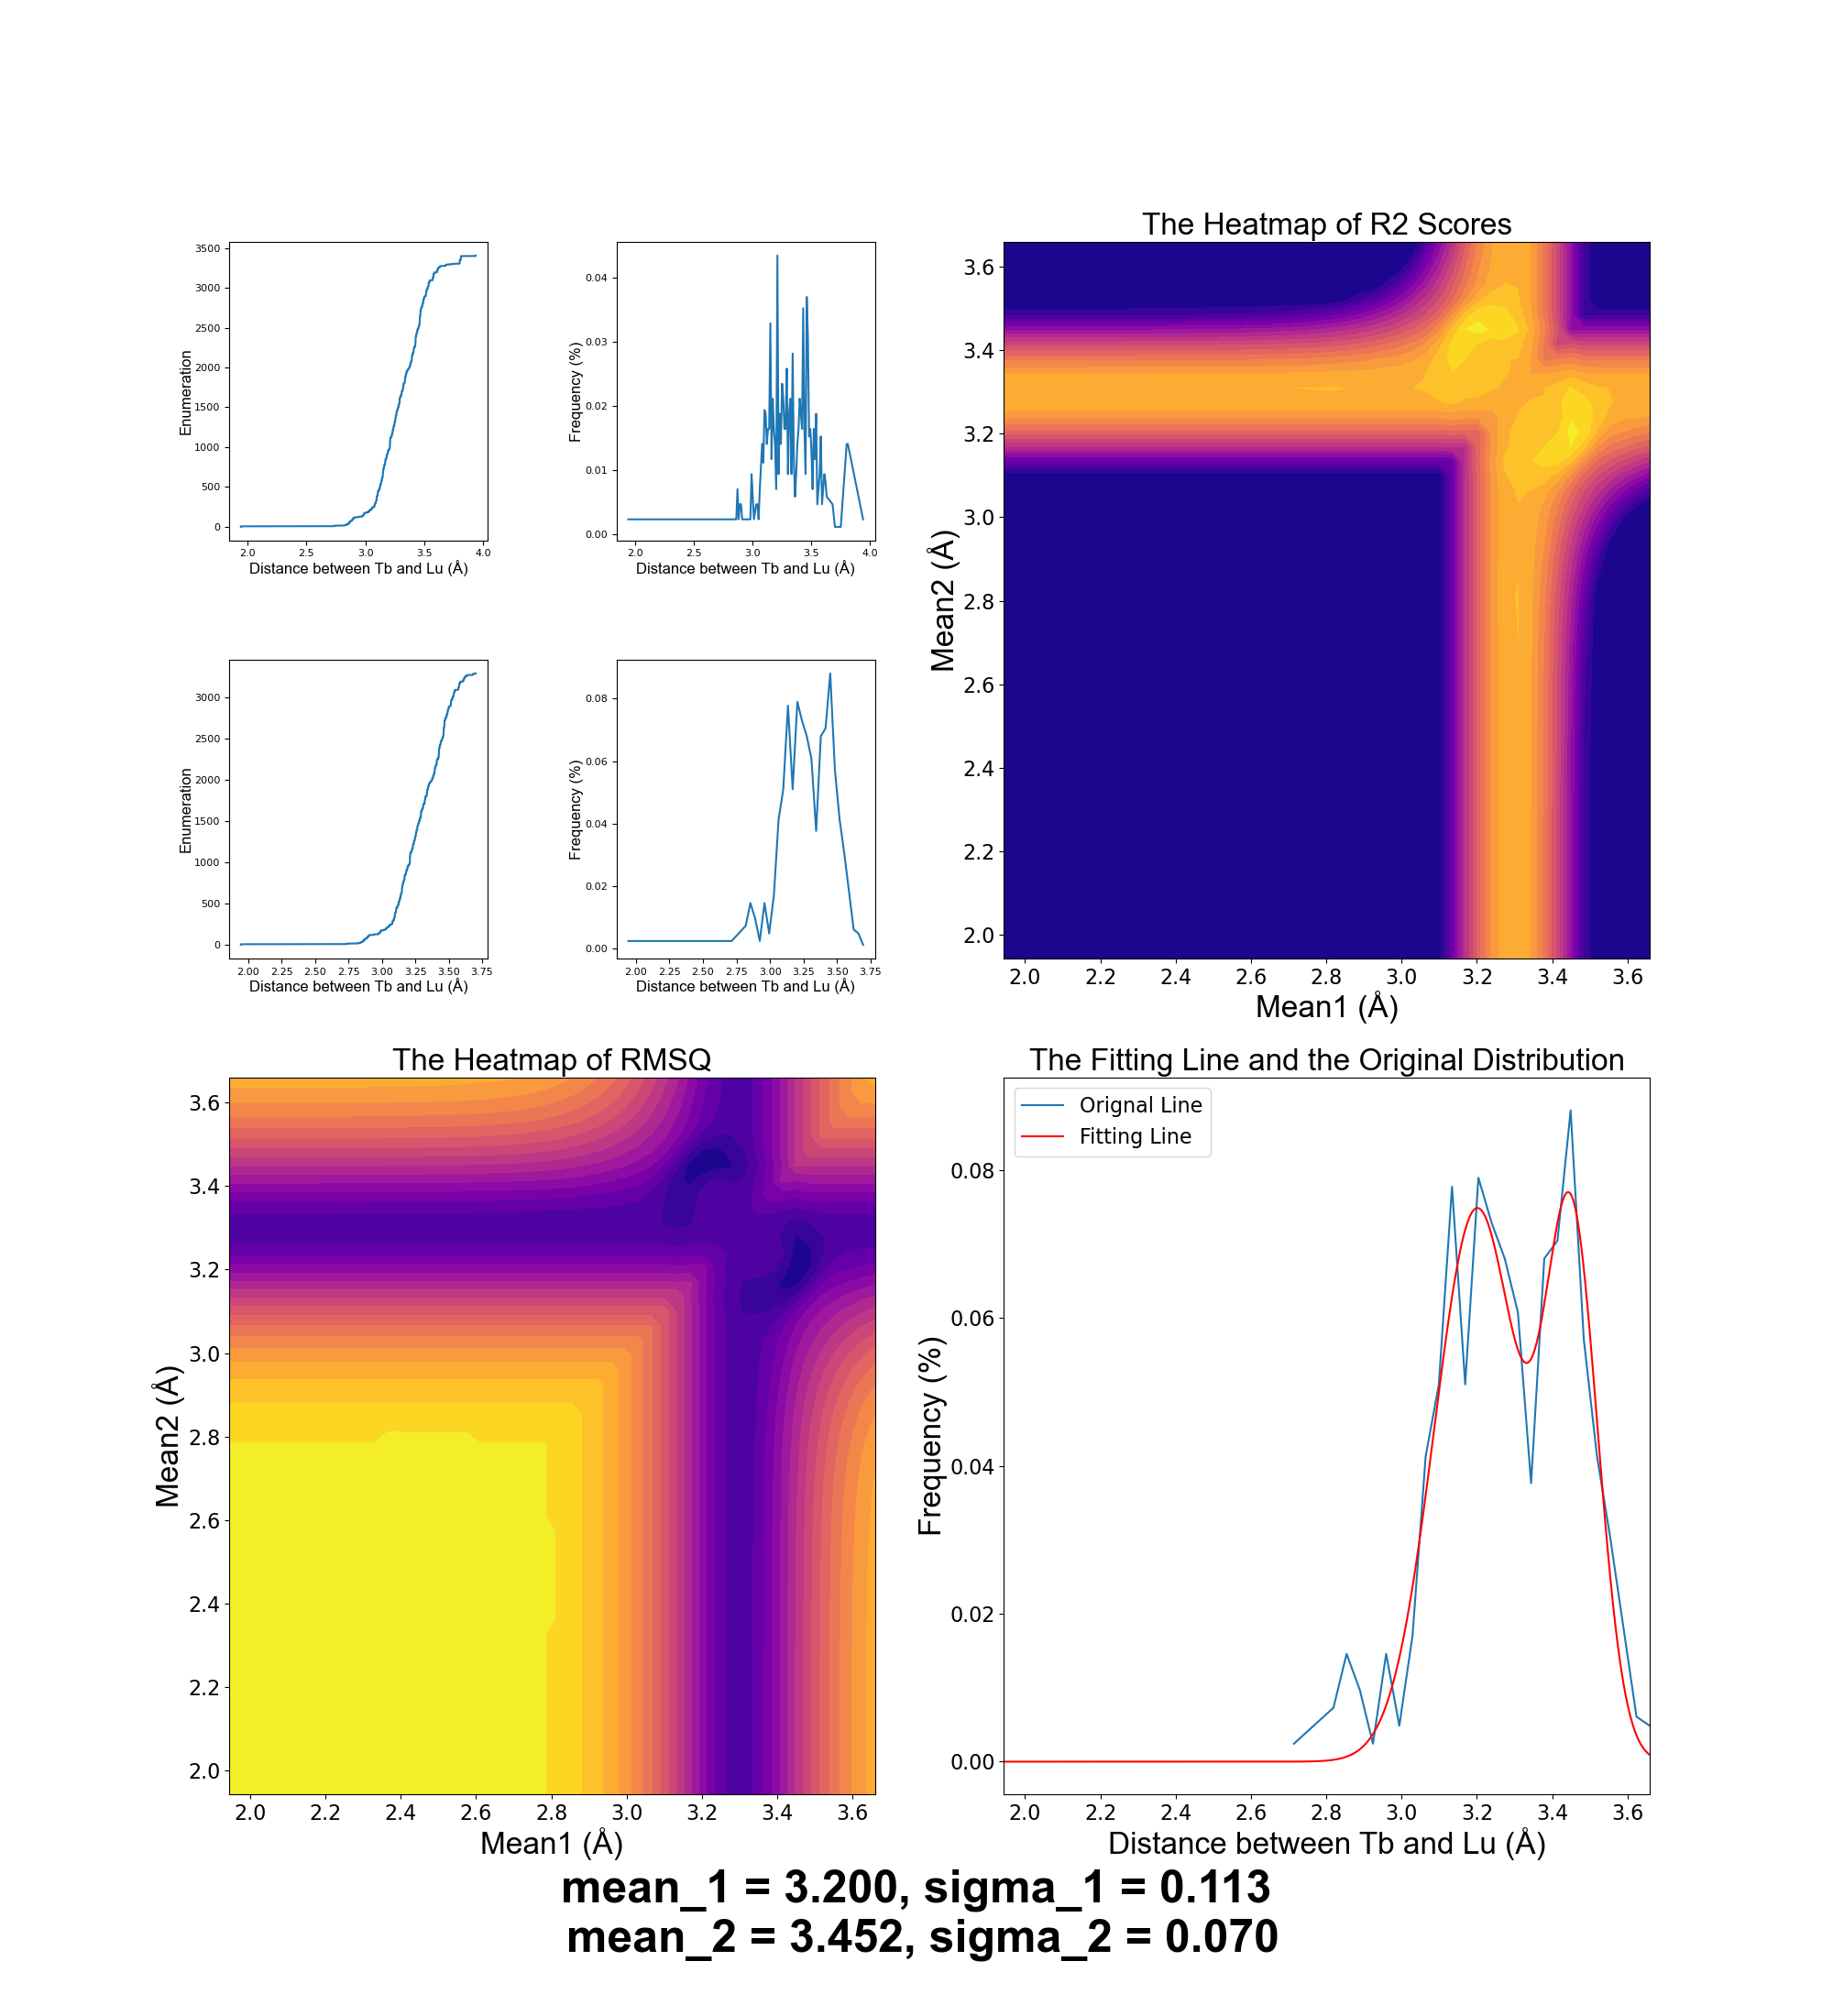 3500
3000
2500
2000
1500
1000
500
0
Enumeration
2.0 2.5 3.0 3.5 4.0
Distance between Tb and Lu (Å)
0.04
0.03
0.02
0.01
0.00
Frequency (%)
2.0 2.5 3.0 3.5 4.0
Distance between Tb and Lu (Å)
The Heatmap of R2 Scores
3.6
3.4
3.2
3.0
2.8
2.6
2.4
2.2
2.0
Mean2 (Å)
2.0 2.2 2.4 2.6 2.8 3.0 3.2 3.4 3.6
Mean1 (Å)
3000
2500
2000
1500
1000
500
0
Enumeration
2.00 2.25 2.50 2.75 3.00 3.25 3.50 3.75
Distance between Tb and Lu (Å)
0.08
0.06
0.04
0.02
0.00
Frequency (%)
2.00 2.25 2.50 2.75 3.00 3.25 3.50 3.75
Distance between Tb and Lu (Å)
The Heatmap of RMSQ
3.6
3.4
3.2
3.0
2.8
2.6
2.4
2.2
2.0
Mean2 (Å)
2.0 2.2 2.4 2.6 2.8 3.0 3.2 3.4 3.6
Mean1 (Å)
The Fitting Line and the Original Distribution
Orignal Line
Fitting Line
0.08
0.06
0.04
0.02
0.00
Frequency (%)
2.0 2.2 2.4 2.6 2.8 3.0 3.2 3.4 3.6
Distance between Tb and Lu (Å)
mean_1 = 3.200, sigma_1 = 0.113
mean_2 = 3.452, sigma_2 = 0.070